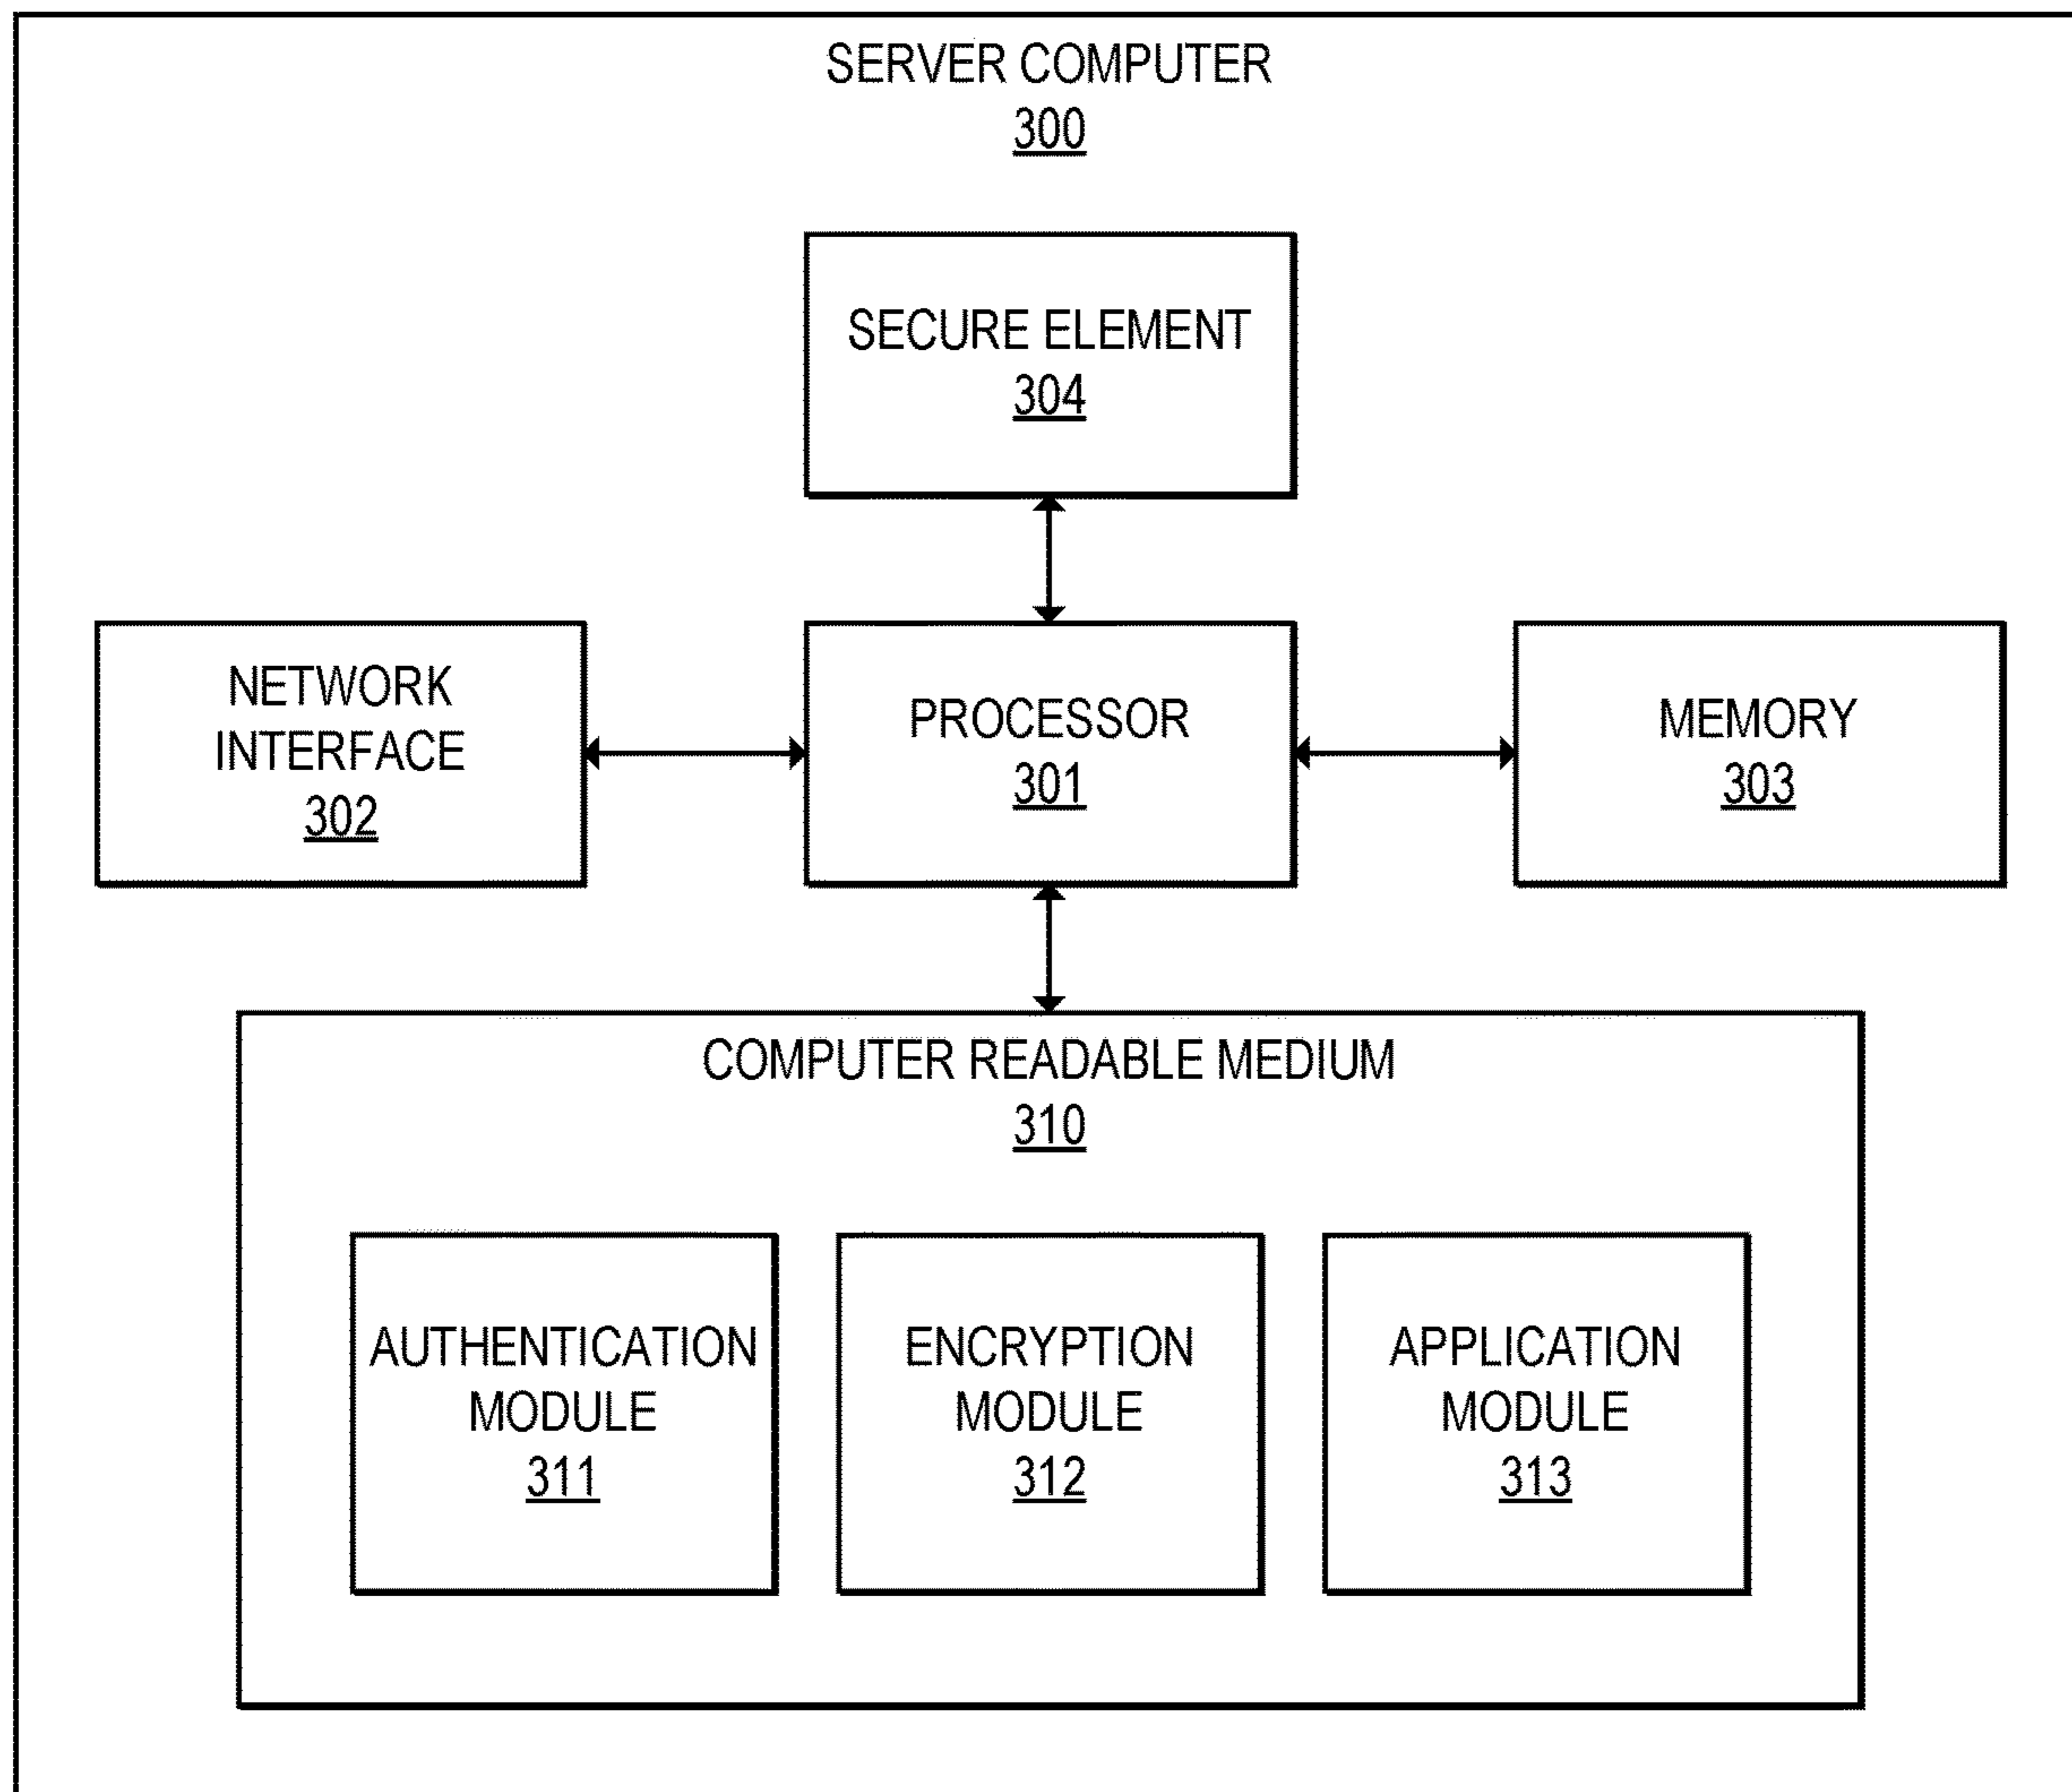 SERVER COMPUTER
300
SECURE ELEMENT
304
NETWORK
INTERFACE
302
PROCESSOR
301
MEMORY
303
COMPUTER READABLE MEDIUM
310
AUTHENTICATION
MODULE
311
ENCRYPTION
MODULE
312
APPLICATION
MODULE
313